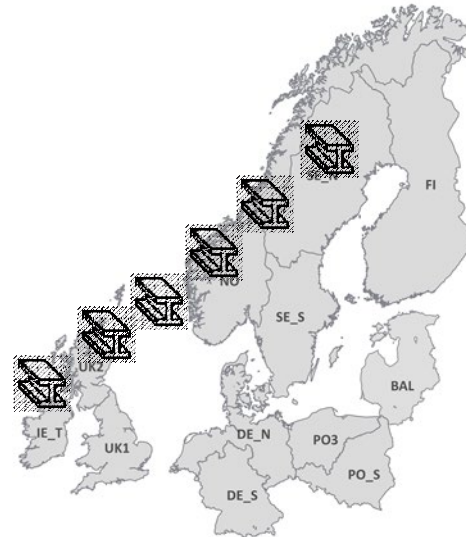 FI
NO
SE_S
UK2
BAL
IE_T
UK1
DE_N
PO3
PO_S
DE_S